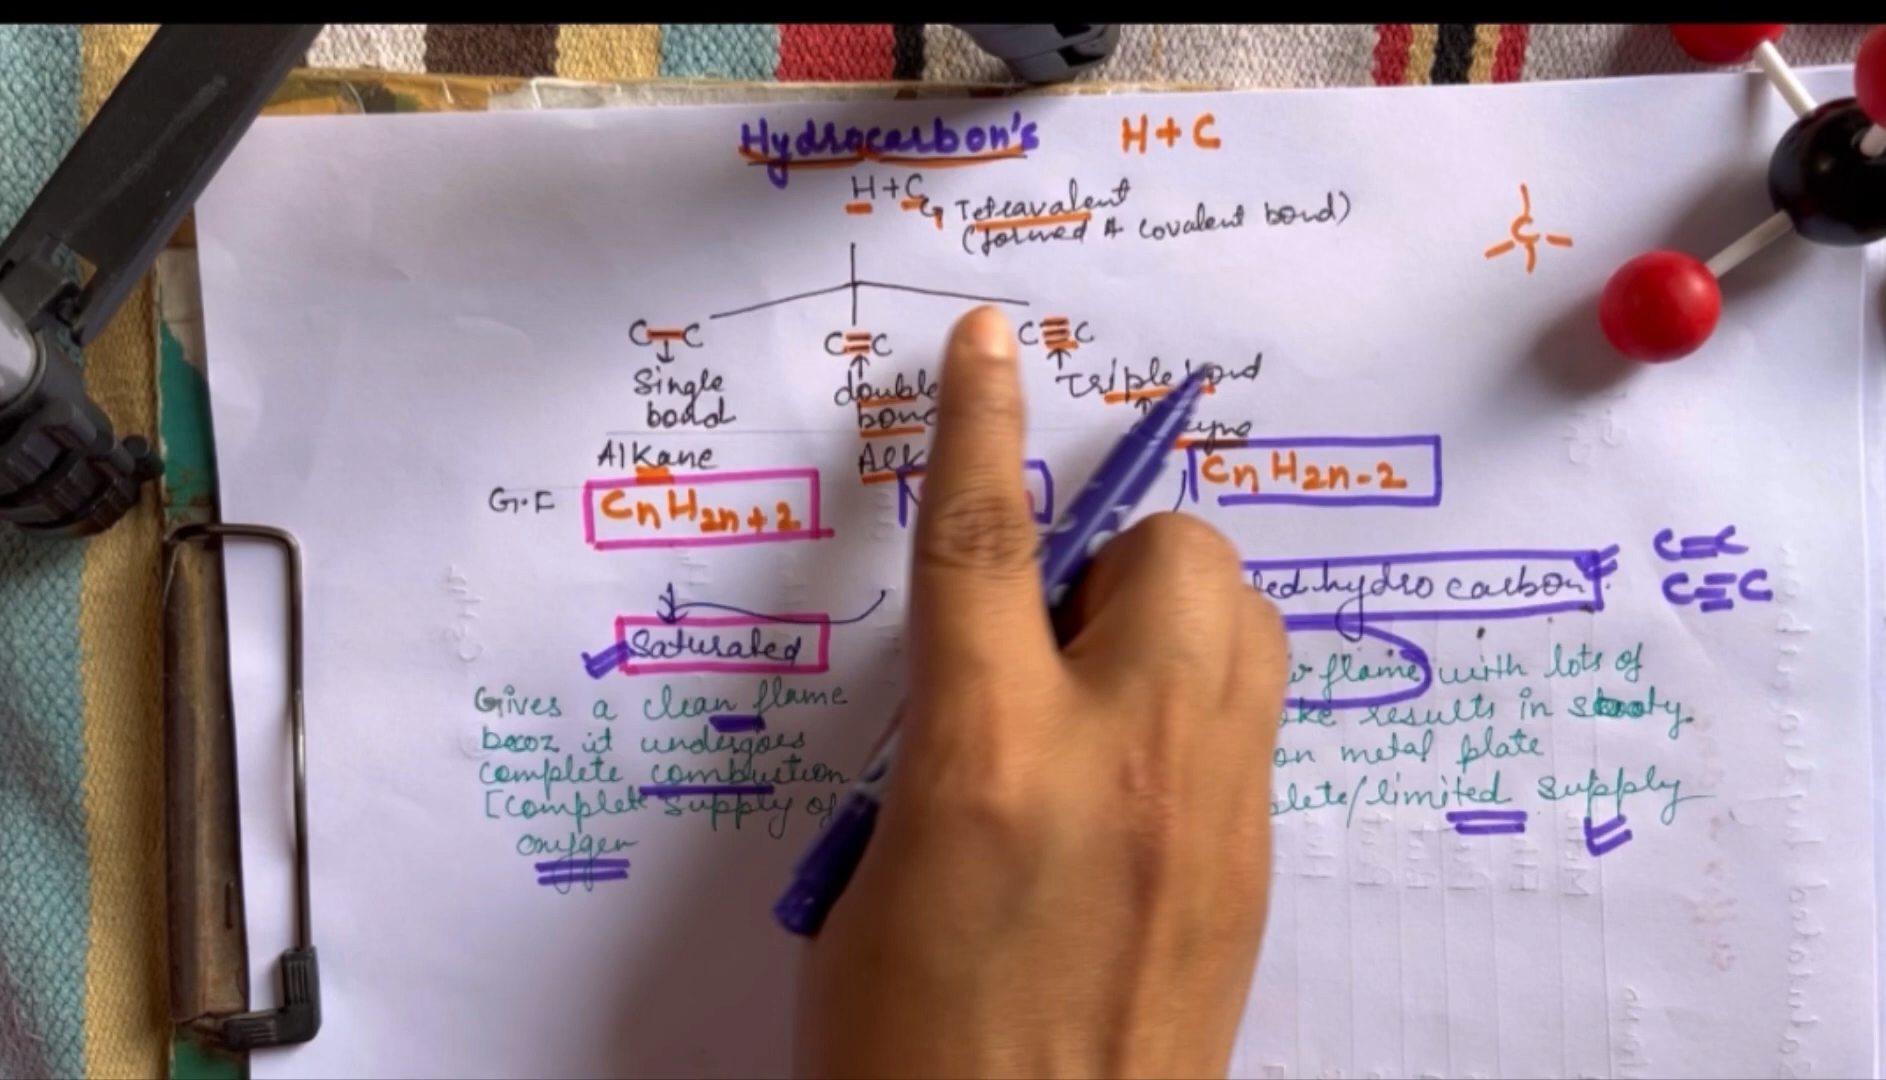 Hydrocarbon's H + C
H + C
Tetravalent
(formed 4 covalent bond)
C
C—C
C=C
C≡C
Single
bond
double
Triple bond
Alkane
G.F
CnH2n+2
CnH2n-2
Saturated
hydrocarbon
C=C
C≡C
Gives a clean flame
becoz it undergoes
complete combustion
[Complete supply of
oxygen
flame with lots of
results in
on metal plate
/limited supply